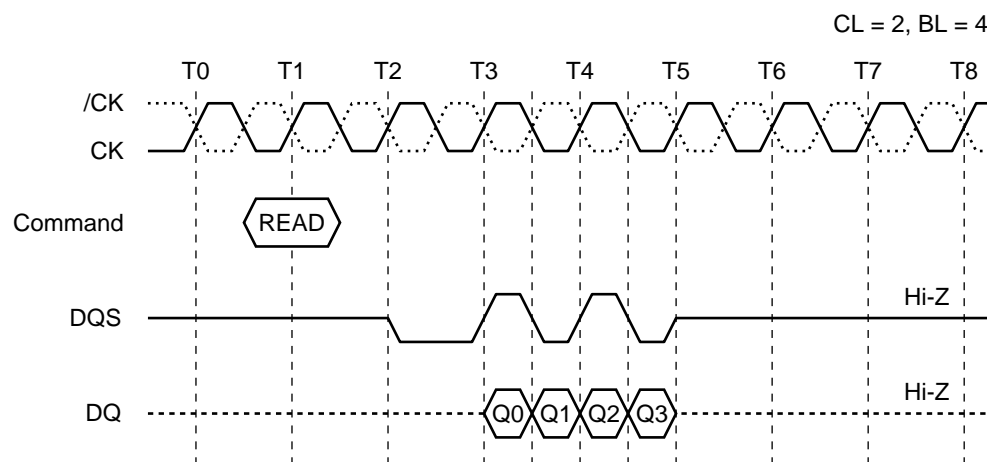 CL = 2, BL = 4
T0 T1 T2 T3 T4 T5 T6 T7 T8
/CK
CK
Command READ
DQS Hi-Z
DQ Q0 Q1 Q2 Q3 Hi-Z